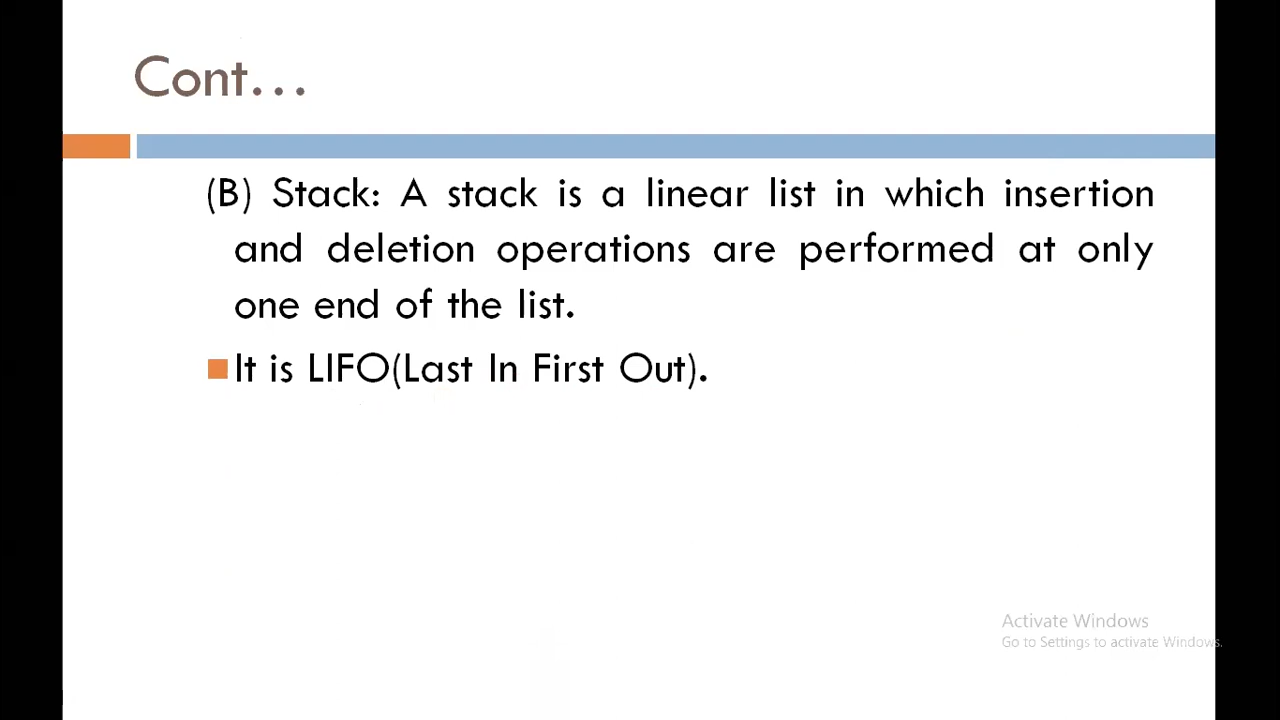 Cont...
(B) Stack: A stack is a linear list in which insertion
and deletion operations are performed at only
one end of the list.
It is LIFO(Last In First Out).
Activate Windows
Go to Settings to activate Windows.